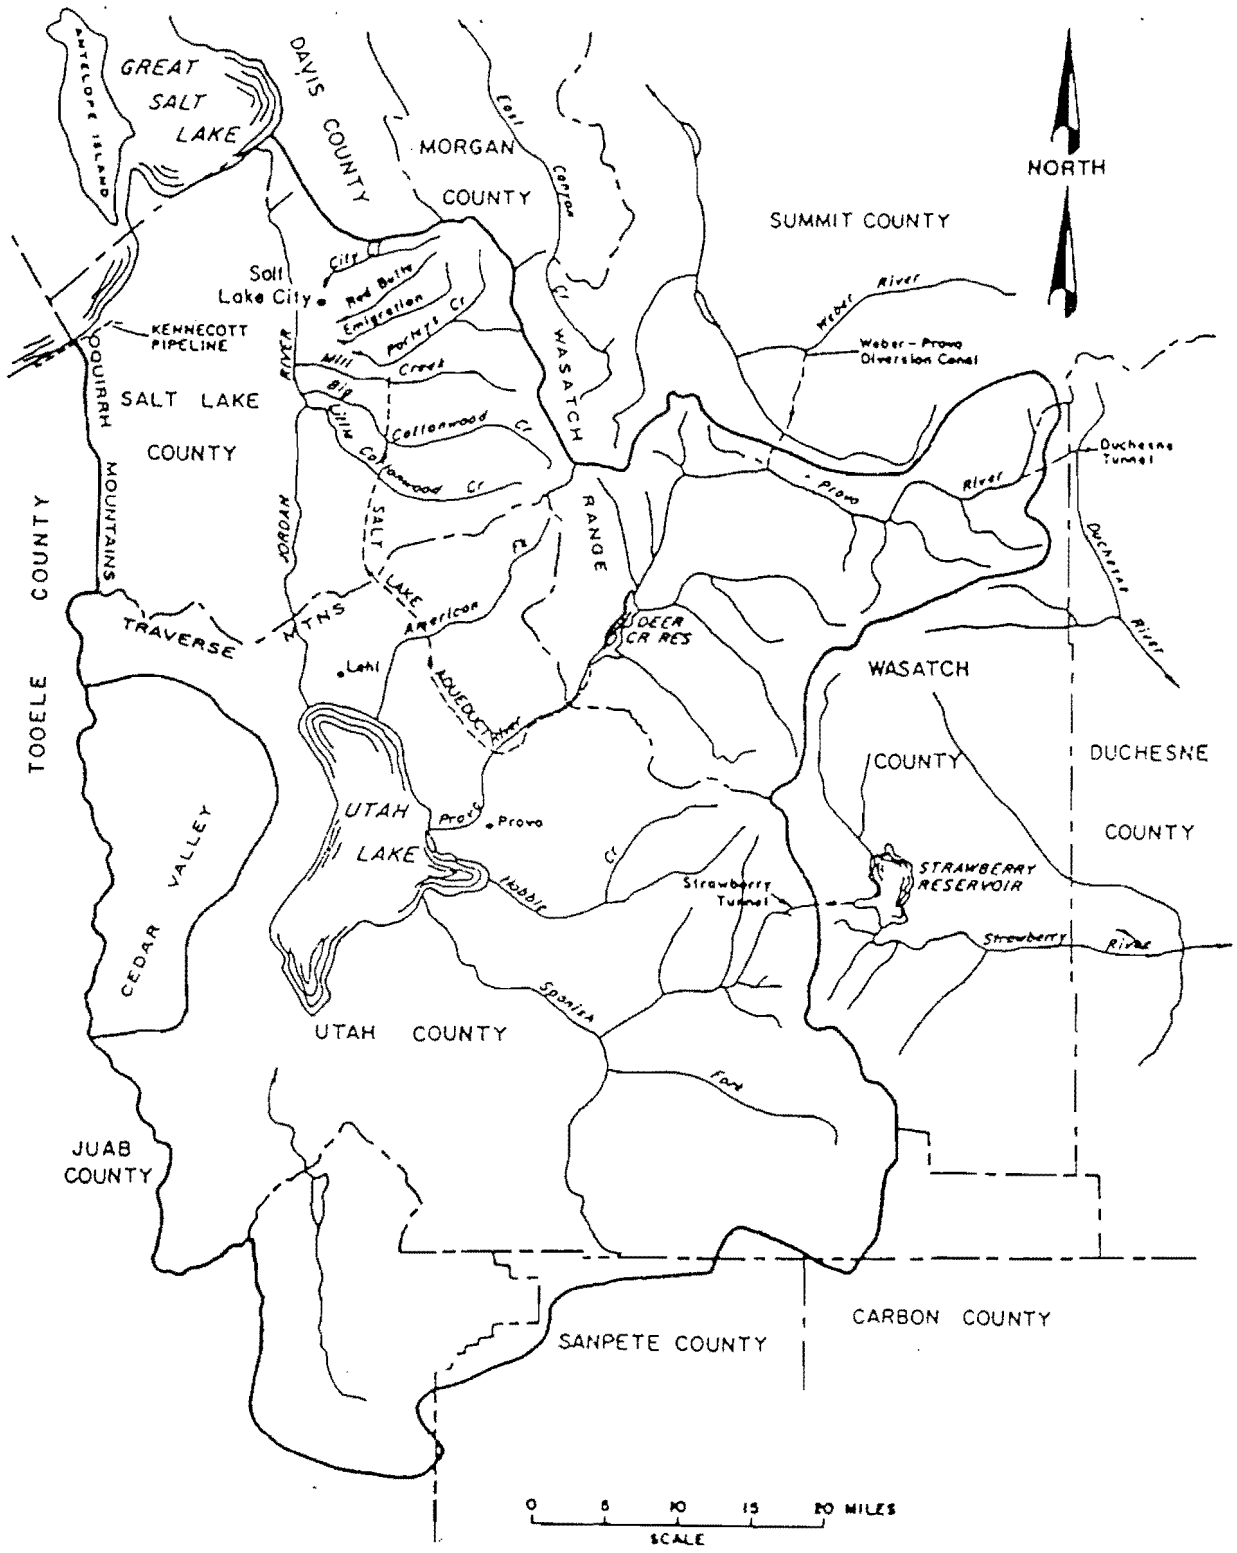 ANTELOPE ISLAND
GREAT
SALT
LAKE
DAVIS COUNTY
MORGAN
COUNTY
East
Canyon
Cr
NORTH
SUMMIT COUNTY
Weber River
Weber-Provo
Diversion Canal
Salt
Lake City
City
Red Butte
Emigration
Parleys Cr
Mill Creek
Big
Cottonwood Cr
Little Cottonwood Cr
KENNECOTT
PIPELINE
OQUIRRH
MOUNTAINS
SALT LAKE
COUNTY
JORDAN RIVER
WASATCH
RANGE
Provo River
Duchesne
Tunnel
Duchesne River
TOOELE COUNTY
TRAVERSE MTNS
SALT
LAKE
ADUEDUCT
American Fk
Lehi
DEER
CR RES
WASATCH
COUNTY
DUCHESNE
COUNTY
CEDAR VALLEY
UTAH
LAKE
River
Provo
Provo
Hobble
Cr
Strawberry
Tunnel
STRAWBERRY
RESERVOIR
Strawberry River
Spanish
Fork
UTAH COUNTY
JUAB
COUNTY
SANPETE COUNTY
CARBON COUNTY
0 5 10 15 20 MILES
SCALE